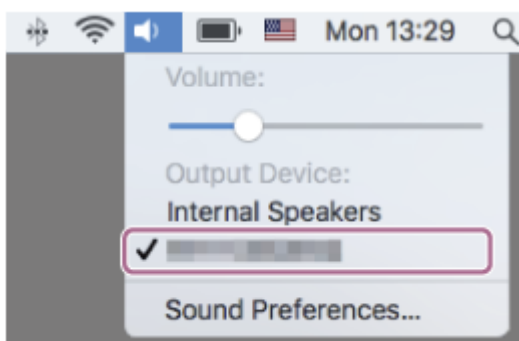 Mon 13:29
Volume:
Output Device:
Internal Speakers
Sound Preferences...